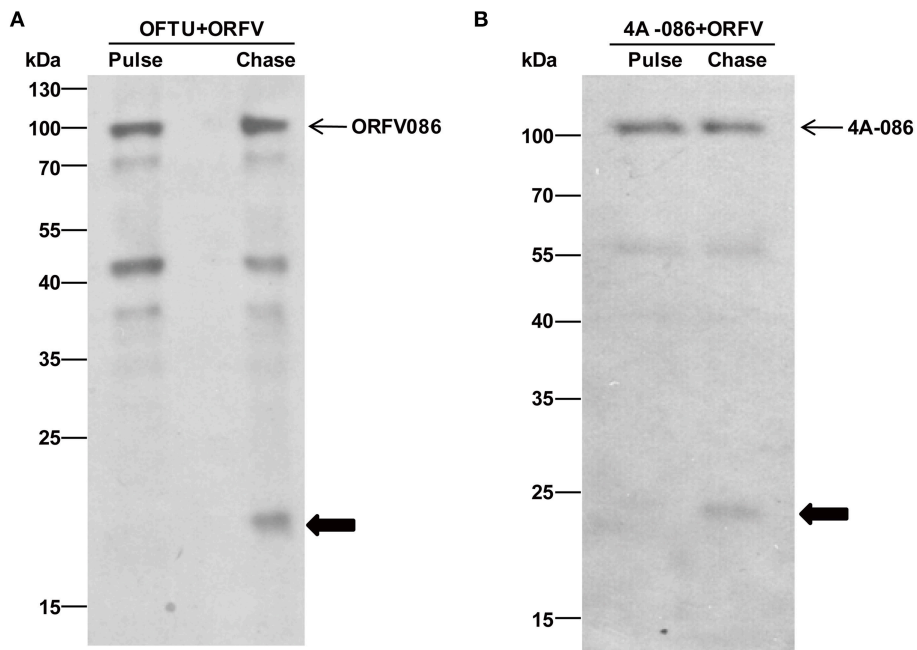 A
OFTU+ORFV
kDa
Pulse
Chase
130
100
70
55
40
35
25
15
ORFV086
B
4A -086+ORFV
kDa
Pulse
Chase
100
70
55
40
35
25
15
4A-086